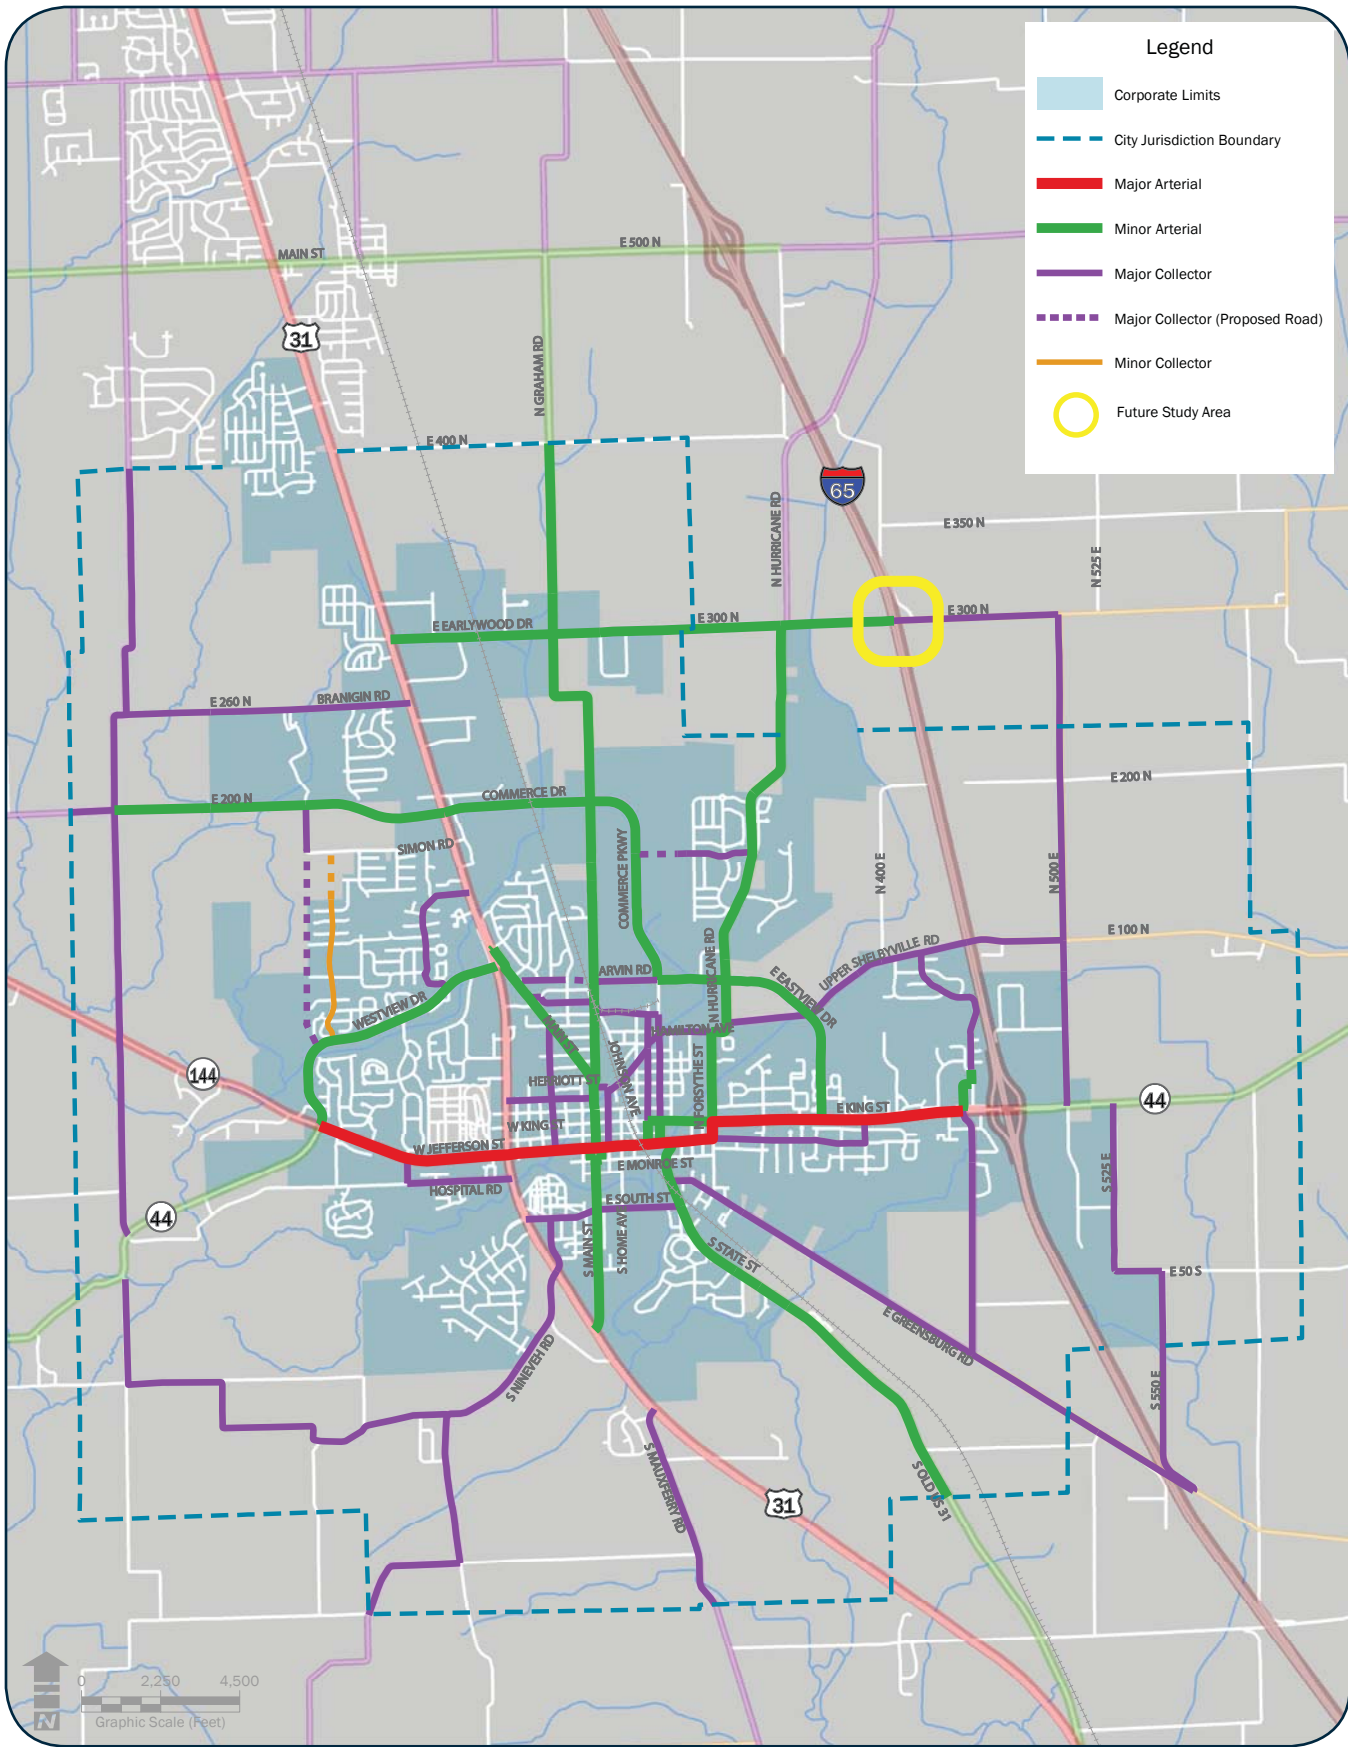 Legend
Corporate Limits
City Jurisdiction Boundary
Major Arterial
Minor Arterial
Major Collector
Major Collector (Proposed Road)
Minor Collector
Future Study Area
E 500 N
MAIN ST
31
N GRAHAM RD
E 400 N
65
N HURRICANE RD
E 350 N
N 525 E
E 300 N
E 300 N
E EARLYWOOD DR
BRANIGIN RD
E 260 N
E 200 N
COMMERCE DR
E 200 N
SIMON RD
COMMERCE PKWY
N 400 E
N 500 E
E 100 N
UPPER SHELBYVILLE RD
N HURRICANE RD
ARVIN RD
E EASTVIEW DR
WESTVIEW DR
MAIN ST
HAMILTON AVE
JOHNSON AVE
N FORSYTHE ST
144
HERRIOTT ST
44
E KING ST
W KING ST
W JEFFERSON ST
E MONROE ST
HOSPITAL RD
E SOUTH ST
S 525 E
44
S MAIN ST
S HOME AVE
S STATE ST
E 50 S
E GREENSBURG RD
S NINEVEH RD
S 550 E
S MAUXFERRY RD
S OLD US 31
31
N
0 2,250 4,500
Graphic Scale (Feet)